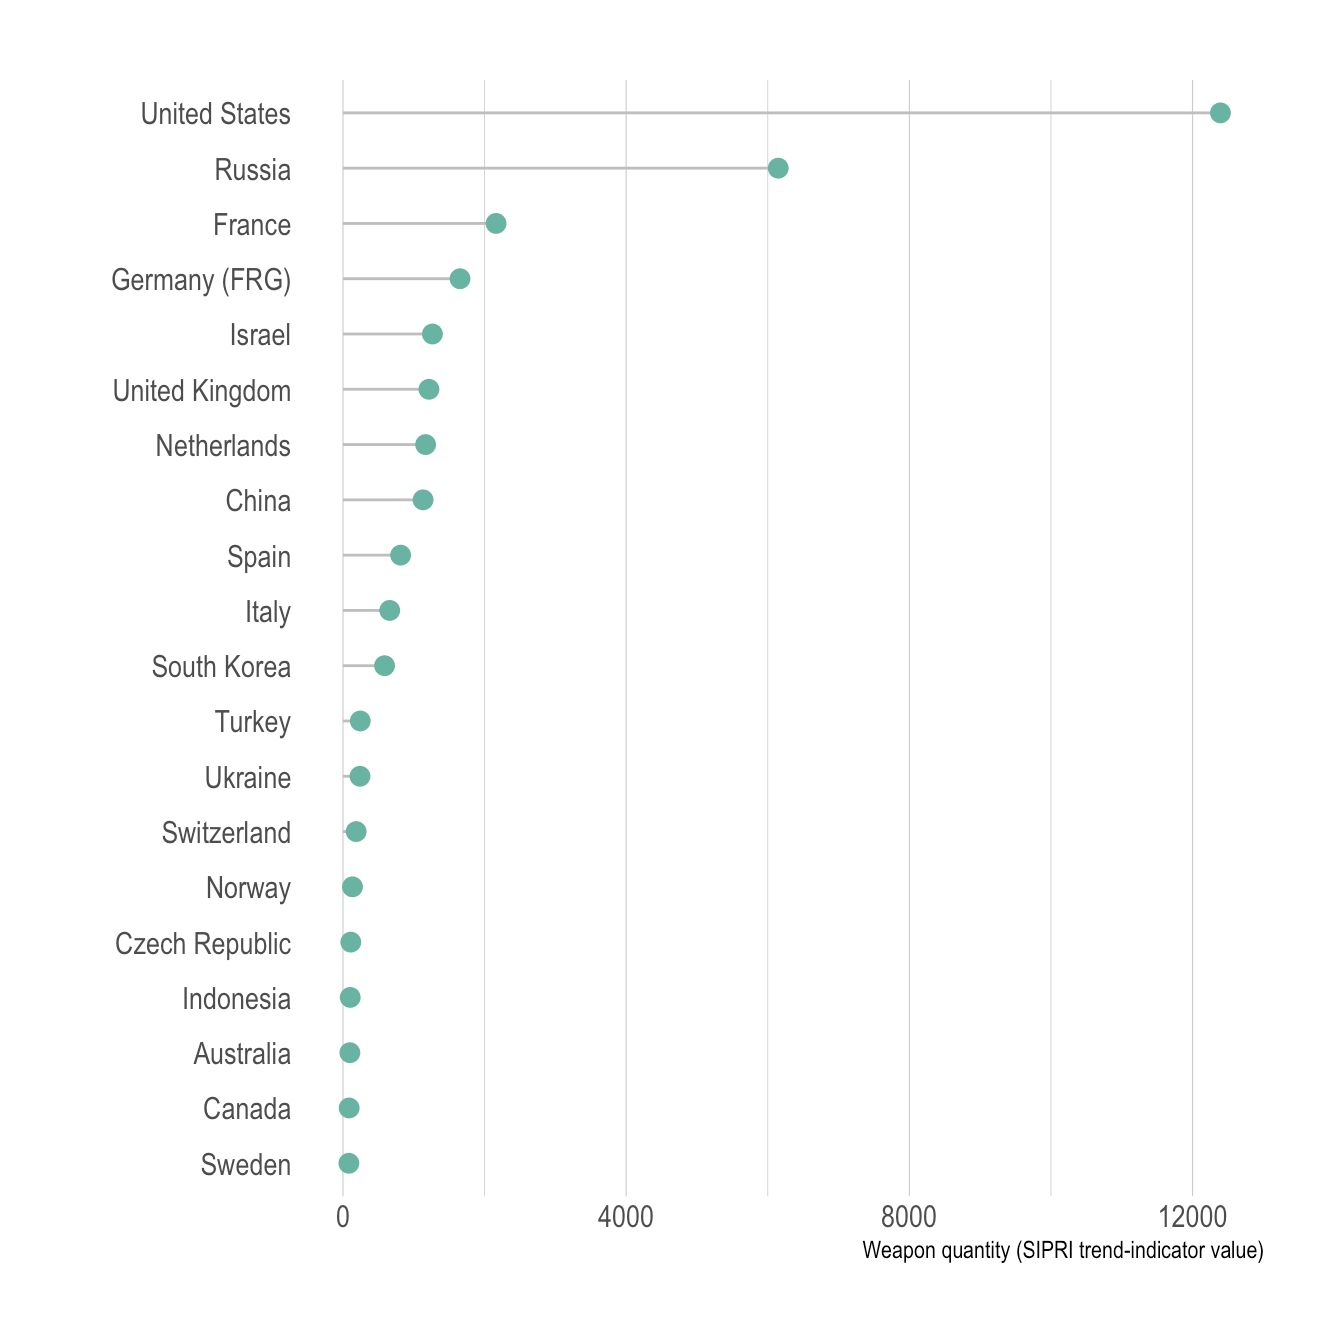 United States
Russia
France
Germany (FRG)
Israel
United Kingdom
Netherlands
China
Spain
Italy
South Korea
Turkey
Ukraine
Switzerland
Norway
Czech Republic
Indonesia
Australia
Canada
Sweden
0 4000 8000 12000
Weapon quantity (SIPRI trend-indicator value)